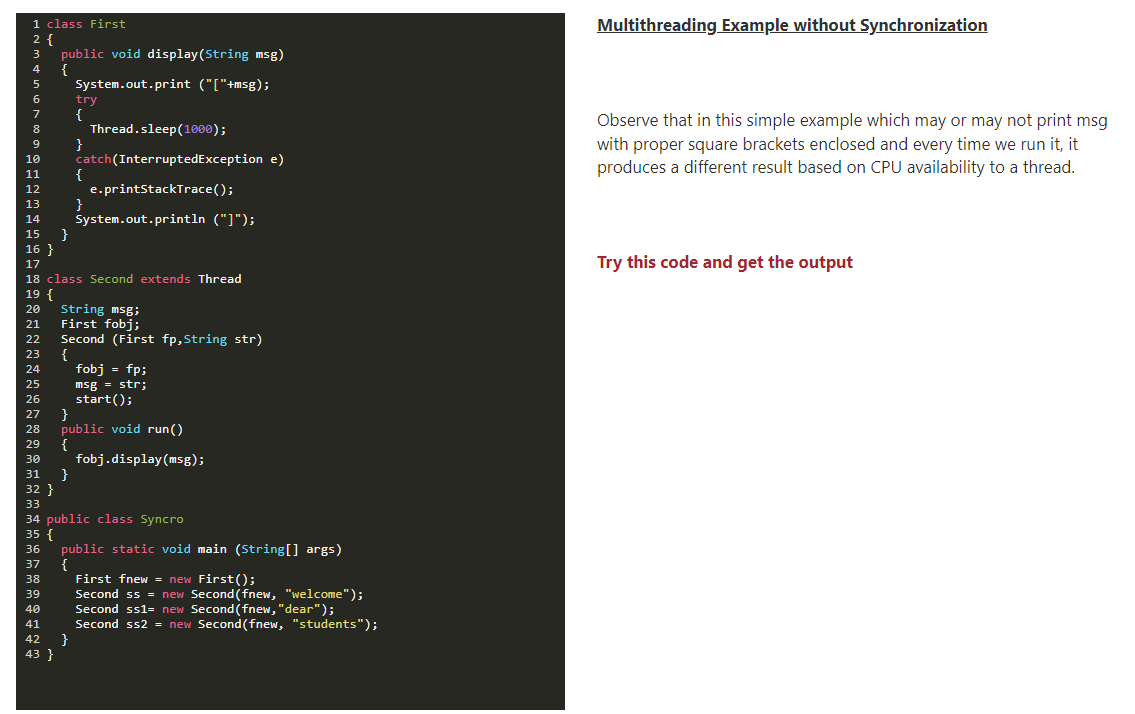 1 class First
2 {
3   public void display(String msg)
4   {
5     System.out.print ("["+msg);
6     try
7     {
8       Thread.sleep(1000);
9     }
10     catch(InterruptedException e)
11     {
12       e.printStackTrace();
13     }
14     System.out.println ("]");
15   }
16 }
17
18 class Second extends Thread
19 {
20   String msg;
21   First fobj;
22   Second (First fp,String str)
23   {
24     fobj = fp;
25     msg = str;
26     start();
27   }
28   public void run()
29   {
30     fobj.display(msg);
31   }
32 }
33
34 public class Syncro
35 {
36   public static void main (String[] args)
37   {
38     First fnew = new First();
39     Second ss = new Second(fnew, "welcome");
40     Second ss1= new Second(fnew,"dear");
41     Second ss2 = new Second(fnew, "students");
42   }
43 }
Multithreading Example without Synchronization
Observe that in this simple example which may or may not print msg
with proper square brackets enclosed and every time we run it, it
produces a different result based on CPU availability to a thread.
Try this code and get the output